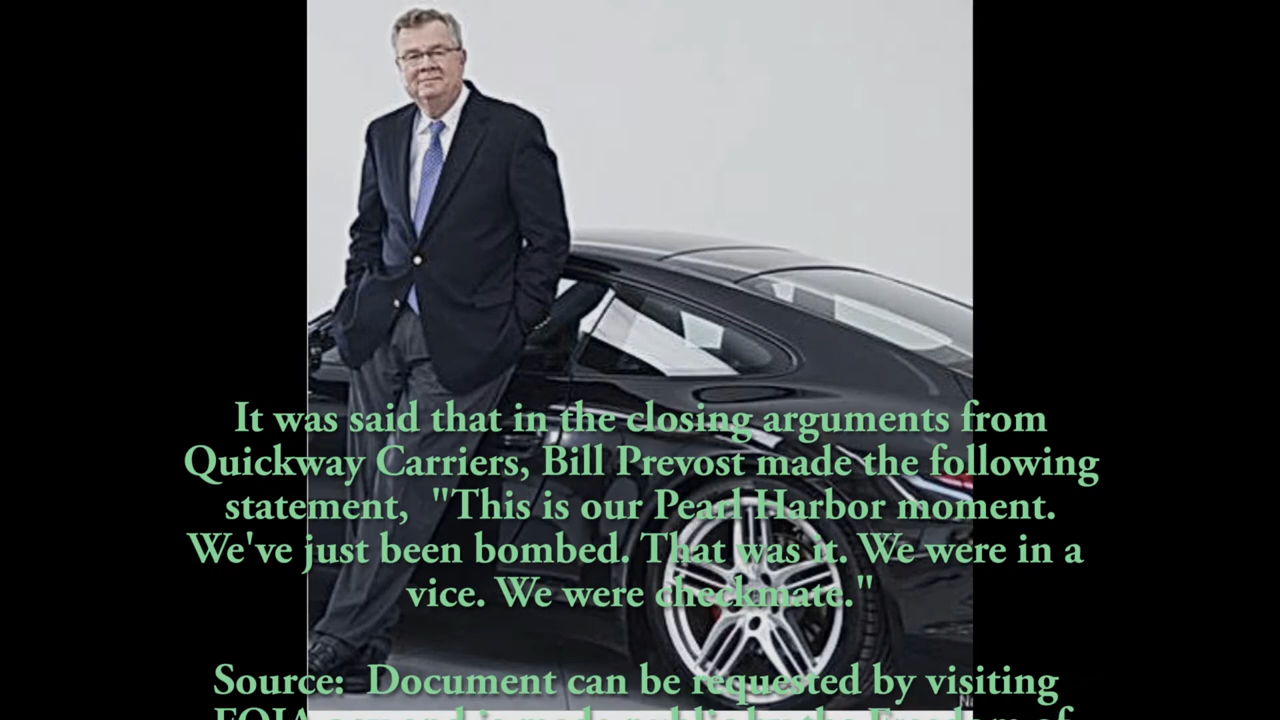 It was said that in the closing arguments from
Quickway Carriers, Bill Prevost made the following
statement,  "This is our Pearl Harbor moment.
We've just been bombed. That was it. We were in a
vice. We were checkmate."
Source:  Document can be requested by visiting